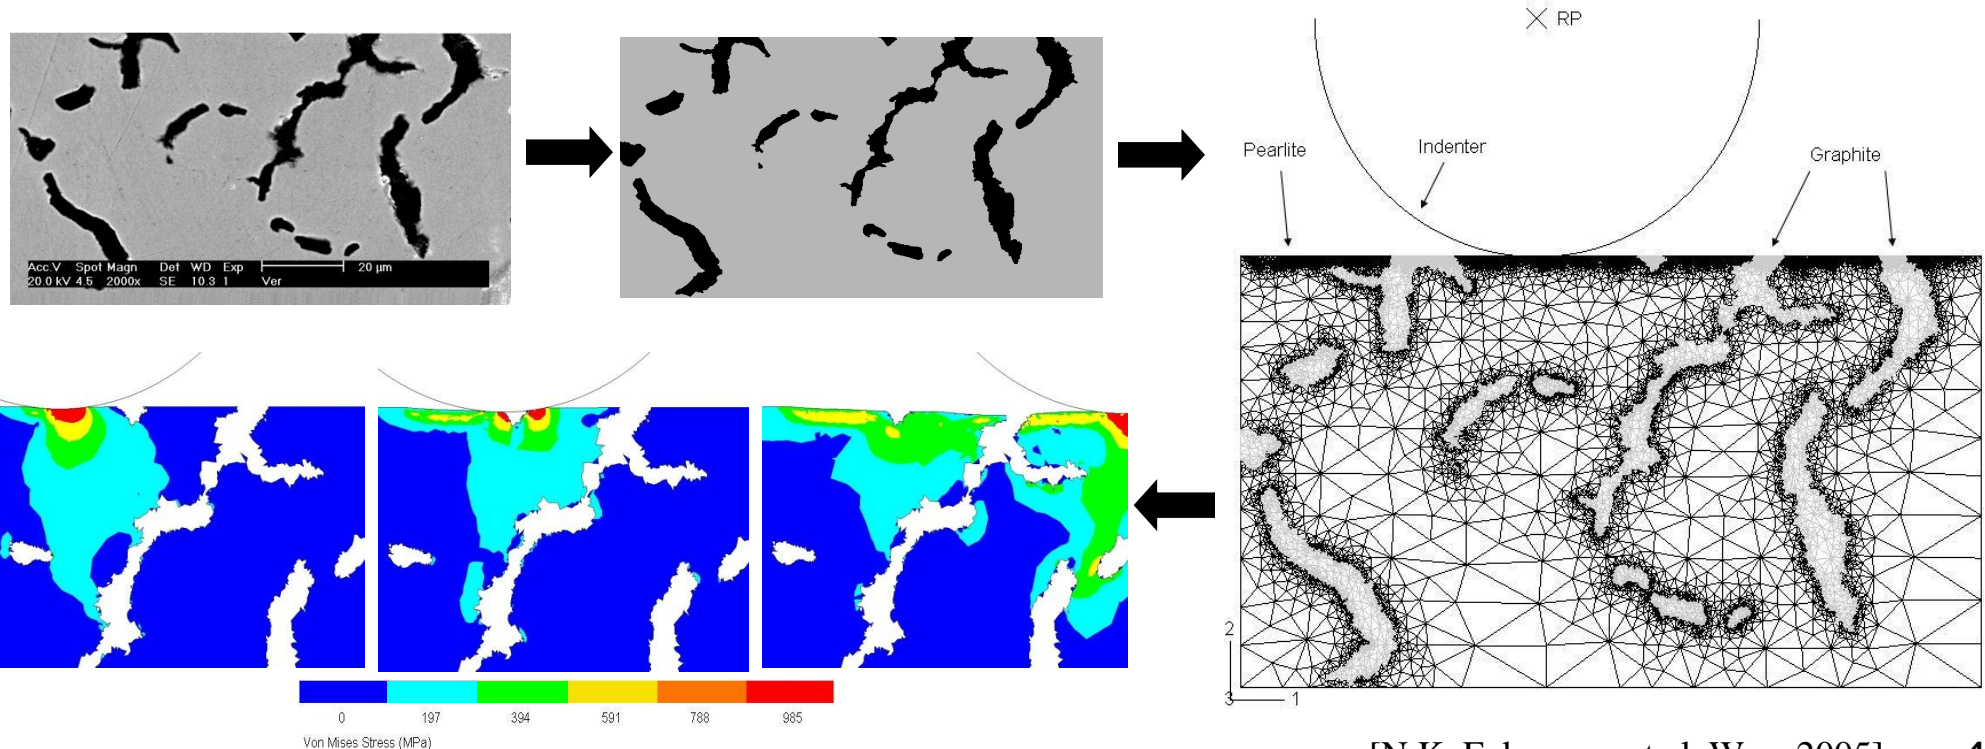 RP
Pearlite
Indenter
Graphite
Acc.V Spot Magn Det WD Exp 20 µm
20.0 kV 4.5 2000x SE 10.3 1 Ver
2
3 1
0 197 394 591 788 985
Von Mises Stress (MPa)